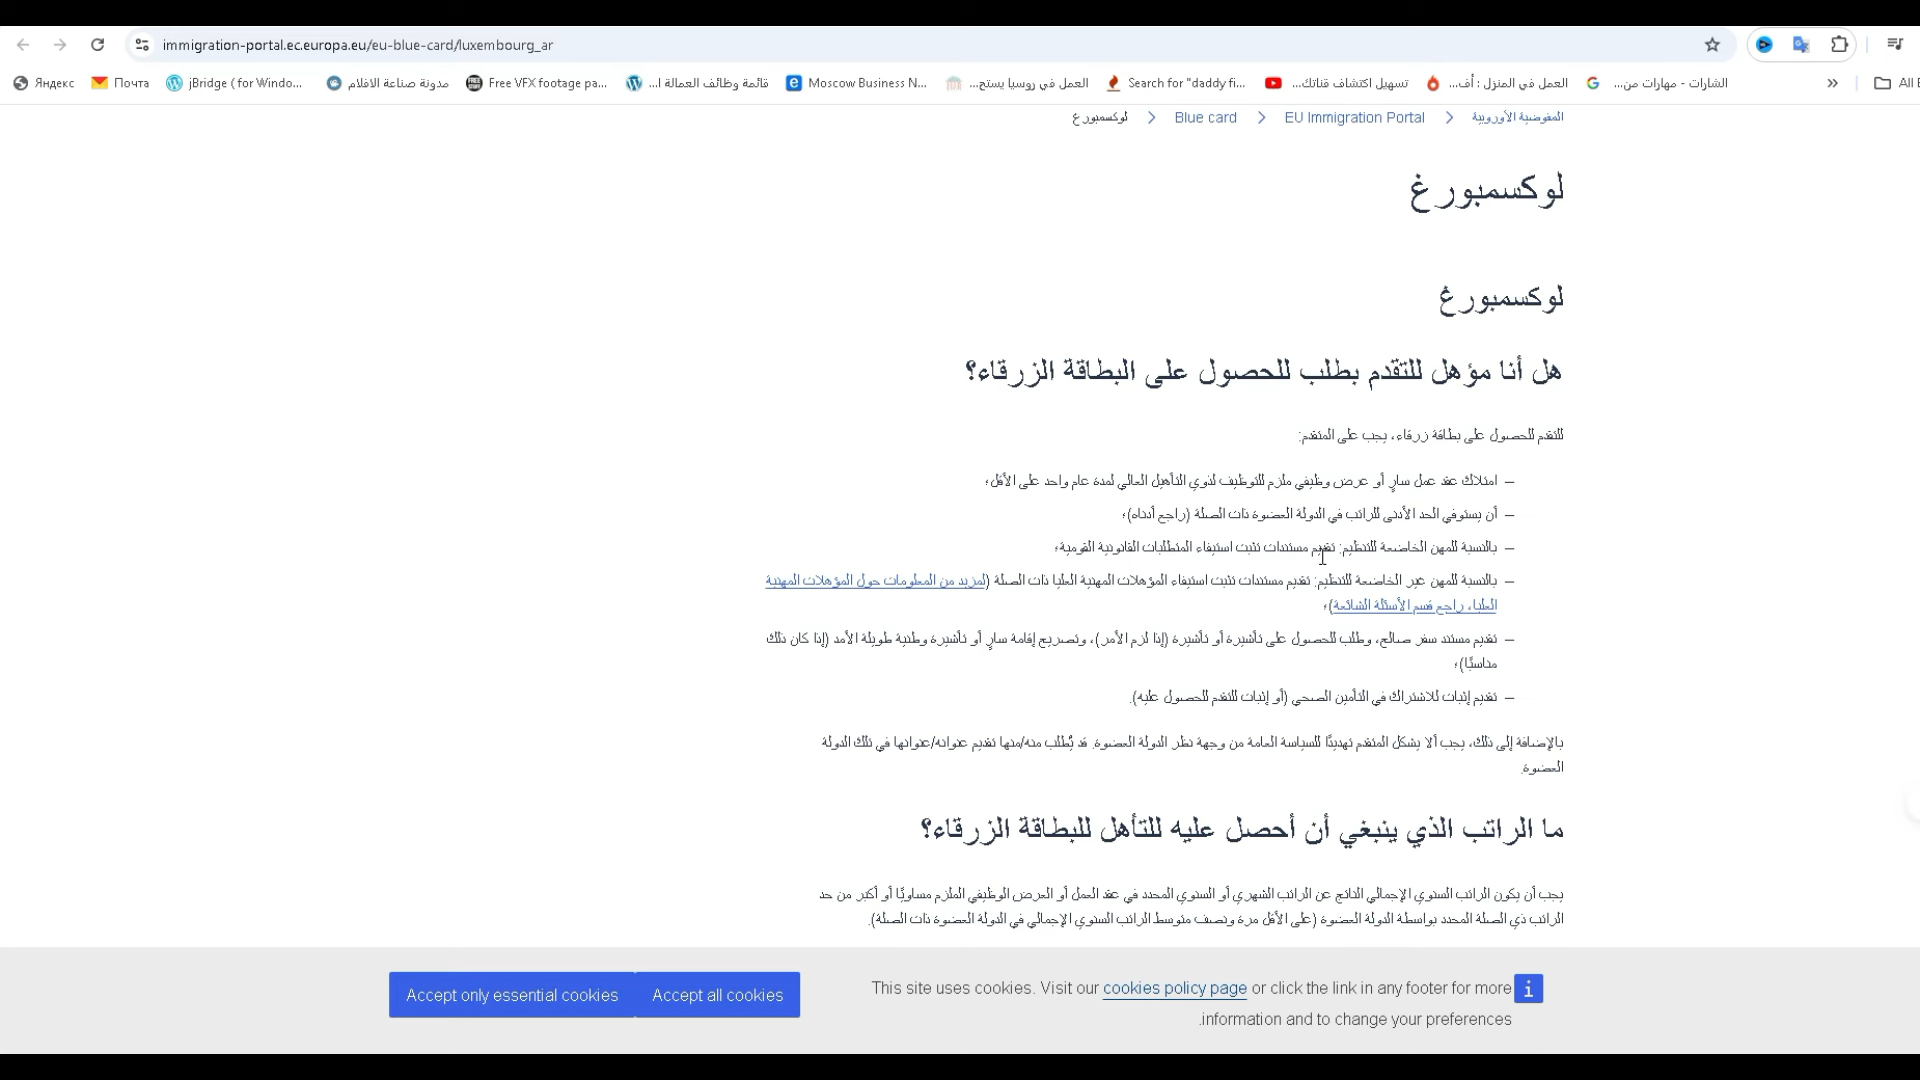 immigration-portal.ec.europa.eu/eu-blue-card/luxembourg_ar
Яндекс
Почта
jBridge ( for Windo...
مدونة صناعة الافلام
Free VFX footage pa...
قائمة وظائف العمالة ا...
Moscow Business N...
العمل في روسيا يستح...
Search for "daddy fi...
تسهيل اكتشاف قناتك...
العمل في المنزل : أف...
الشارات - مهارات من...
All
المفوضية الأوروبية
EU Immigration Portal
Blue card
لوكسمبورغ
لوكسمبورغ
لوكسمبورغ
هل أنا مؤهل للتقدم بطلب للحصول على البطاقة الزرقاء؟
للتقدم للحصول على بطاقة زرقاء، يجب على المتقدم:
– امتلاك عقد عمل سارٍ أو عرض وظيفي ملزم للتوظيف لذوي التأهيل العالي لمدة عام واحد على الأقل؛
– أن يستوفي الحد الأدنى للراتب في الدولة العضوة ذات الصلة (راجع أدناه)؛
– بالنسبة للمهن الخاضعة للتنظيم: تقديم مستندات تثبت استيفاء المتطلبات القانونية القومية؛
– بالنسبة للمهن غير الخاضعة للتنظيم: تقديم مستندات تثبت استيفاء المؤهلات المهنية العليا ذات الصلة (لمزيد من المعلومات حول المؤهلات المهنية
العليا، راجع قسم الأسئلة الشائعة)؛
– تقديم مستند سفر صالح، وطلب للحصول على تأشيرة أو تأشيرة (إذا لزم الأمر)، وتصريح إقامة سارٍ أو تأشيرة وطنية طويلة الأمد (إذا كان ذلك
مناسبًا)؛
– تقديم إثبات للاشتراك في التأمين الصحي (أو إثبات للتقدم للحصول عليه).
بالإضافة إلى ذلك، يجب ألا يشكل المتقدم تهديدًا للسياسة العامة من وجهة نظر الدولة العضوة. قد يُطلب منه/منها تقديم عنوانه/عنوانها في تلك الدولة
العضوة.
ما الراتب الذي ينبغي أن أحصل عليه للتأهل للبطاقة الزرقاء؟
يجب أن يكون الراتب السنوي الإجمالي الناتج عن الراتب الشهري أو السنوي المحدد في عقد العمل أو العرض الوظيفي الملزم مساويًا أو أكبر من حد
الراتب ذي الصلة المحدد بواسطة الدولة العضوة (على الأقل مرة ونصف متوسط الراتب السنوي الإجمالي في الدولة العضوة ذات الصلة).
This site uses cookies. Visit our cookies policy page or click the link in any footer for more
.information and to change your preferences
Accept all cookies
Accept only essential cookies